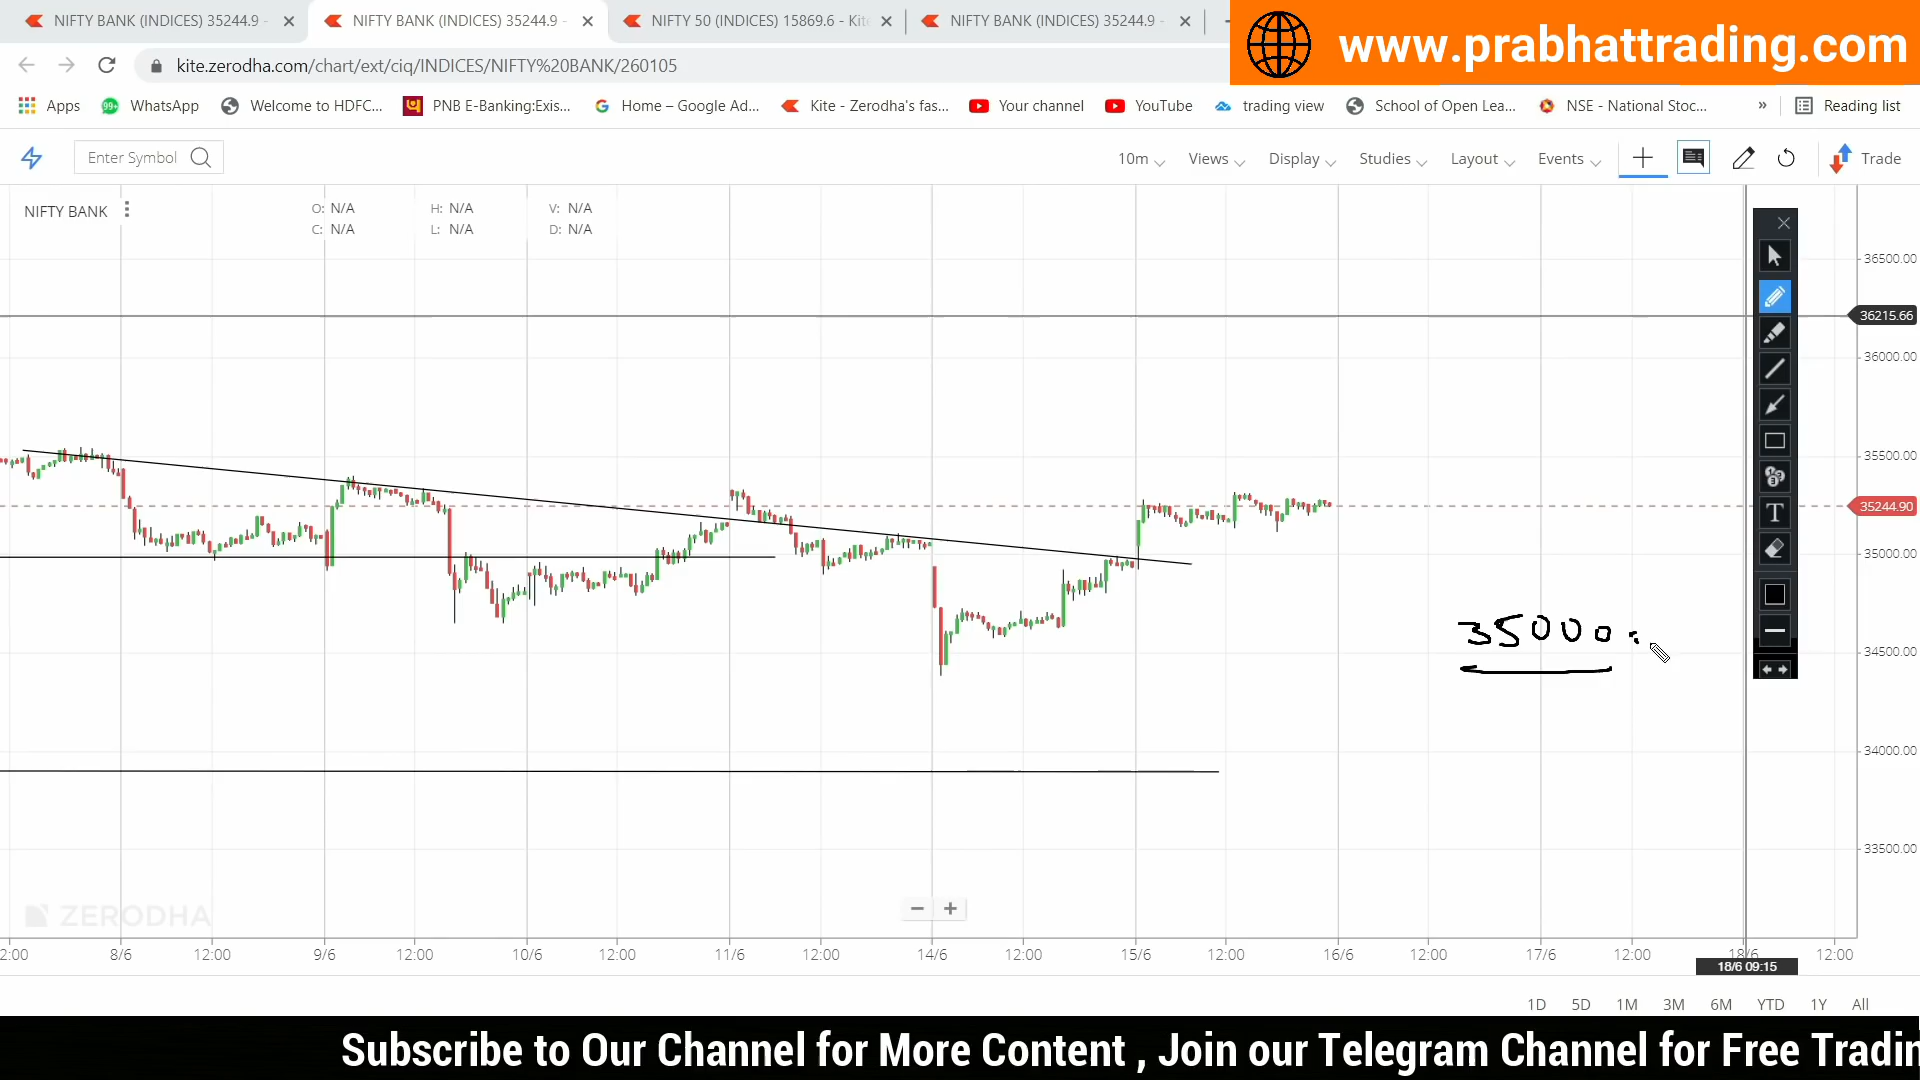 NIFTY BANK (INDICES) 35244.9 -
NIFTY BANK (INDICES) 35244.9 -
NIFTY 50 (INDICES) 15869.6 - Kite
NIFTY BANK (INDICES) 35244.9 -
www.prabhattrading.com
kite.zerodha.com/chart/ext/ciq/INDICES/NIFTY%20BANK/260105
Apps
99+
WhatsApp
Welcome to HDFC...
PNB E-Banking:Exis...
Home – Google Ad...
Kite - Zerodha's fas...
Your channel
YouTube
trading view
School of Open Lea...
NSE - National Stoc...
»
Reading list
Enter Symbol
10m
Views
Display
Studies
Layout
Events
Trade
NIFTY BANK
O: N/A
H: N/A
V: N/A
C: N/A
L: N/A
D: N/A
36500.00
36215.66
36000.00
35500.00
35244.90
35000.00
34500.00
34000.00
33500.00
35000
T
ZERODHA
2:00
8/6
12:00
9/6
12:00
10/6
12:00
11/6
12:00
14/6
12:00
15/6
12:00
16/6
12:00
17/6
12:00
18/6
12:00
18/6 09:15
1D
5D
1M
3M
6M
YTD
1Y
All
Subscribe to Our Channel for More Content , Join our Telegram Channel for Free Tradin